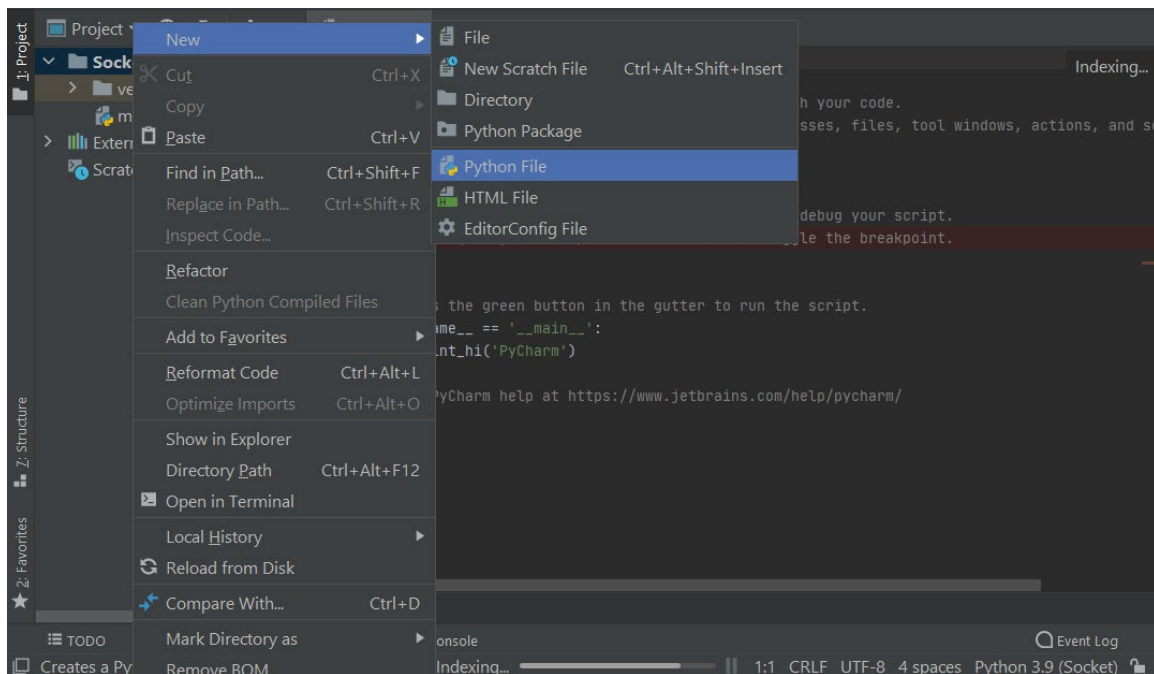 1: Project
Project
Sock
ve
m
Extern
Scrat
New
Cut Ctrl+X
Copy
Paste Ctrl+V
Find in Path... Ctrl+Shift+F
Replace in Path... Ctrl+Shift+R
Inspect Code...
Refactor
Clean Python Compiled Files
Add to Favorites
Reformat Code Ctrl+Alt+L
Optimize Imports Ctrl+Alt+O
Show in Explorer
Directory Path Ctrl+Alt+F12
Open in Terminal
Local History
Reload from Disk
Compare With... Ctrl+D
Mark Directory as
Remove BOM
File
New Scratch File Ctrl+Alt+Shift+Insert
Directory
Python Package
Python File
HTML File
EditorConfig File
Indexing...
h your code.
sses, files, tool windows, actions, and s
debug your script.
le the breakpoint.
s the green button in the gutter to run the script.
ame__ == '__main__':
int_hi('PyCharm')
PyCharm help at https://www.jetbrains.com/help/pycharm/
Z: Structure
2: Favorites
TODO
onsole
Event Log
Creates a Py
Indexing...
1:1 CRLF UTF-8 4 spaces Python 3.9 (Socket)